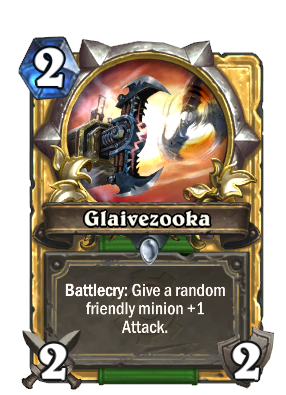 2
Glaivezooka
Battlecry: Give a random
friendly minion +1
Attack.
2 2